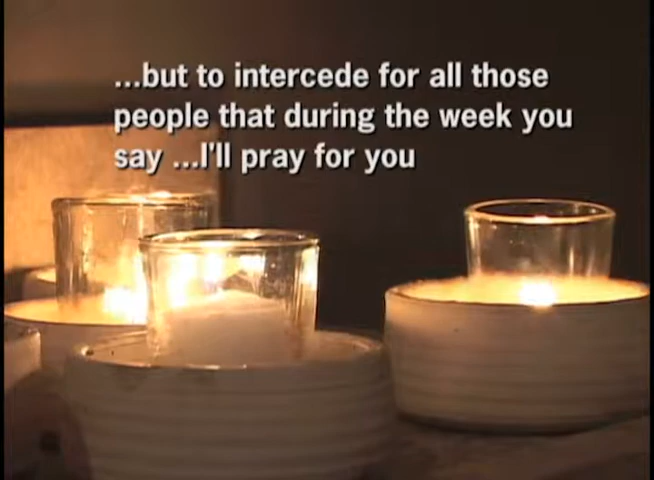 ...but to intercede for all those
people that during the week you
say ...I'll pray for you